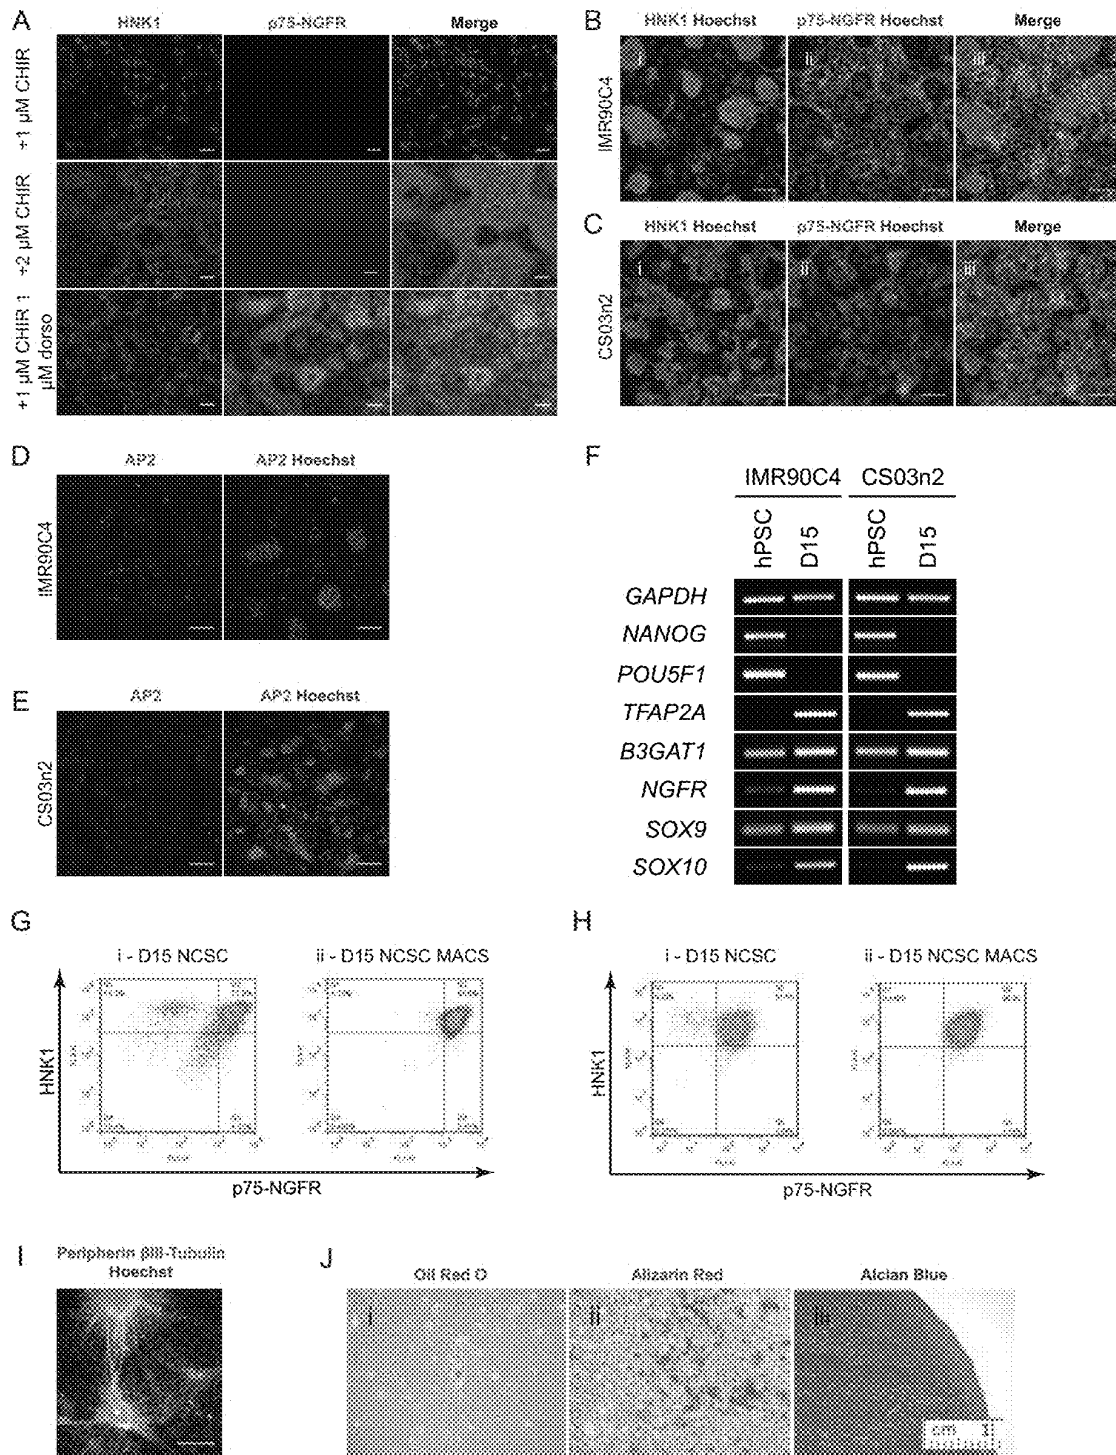 A
HNK1 p75-NGFR Merge
+1 µM CHIR
+2 µM CHIR
+1 µM CHIR 1
µM dorso
B
HNK1 Hoechst p75-NGFR Hoechst Merge
IMR90C4
i ii iii
C
HNK1 Hoechst p75-NGFR Hoechst Merge
CS03n2
i ii iii
D
AP2 AP2 Hoechst
IMR90C4
E
AP2 AP2 Hoechst
CS03n2
F
IMR90C4 CS03n2
hPSC D15 hPSC D15
GAPDH
NANOG
POU5F1
TFAP2A
B3GAT1
NGFR
SOX9
SOX10
G
i - D15 NCSC ii - D15 NCSC MACS
HNK1
p75-NGFR
H
i - D15 NCSC ii - D15 NCSC MACS
HNK1
p75-NGFR
I
Peripherin βIII-Tubulin
Hoechst
J
Oil Red O Alizarin Red Alcian Blue
i ii iii
cm 1